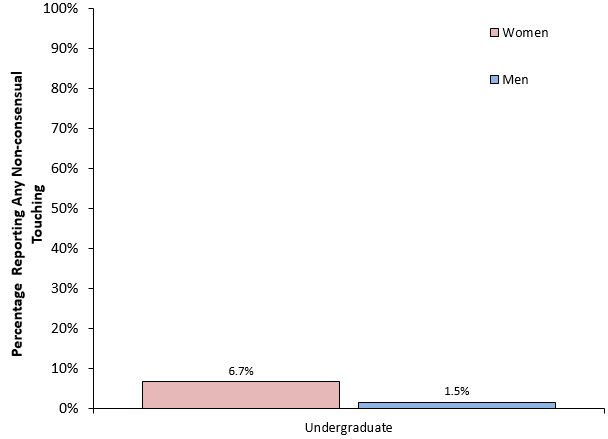 100%
90%
80%
70%
60%
50%
40%
30%
20%
10%
0%
Percentage  Reporting Any Non-consensual
Touching
Women
Men
6.7%
1.5%
Undergraduate